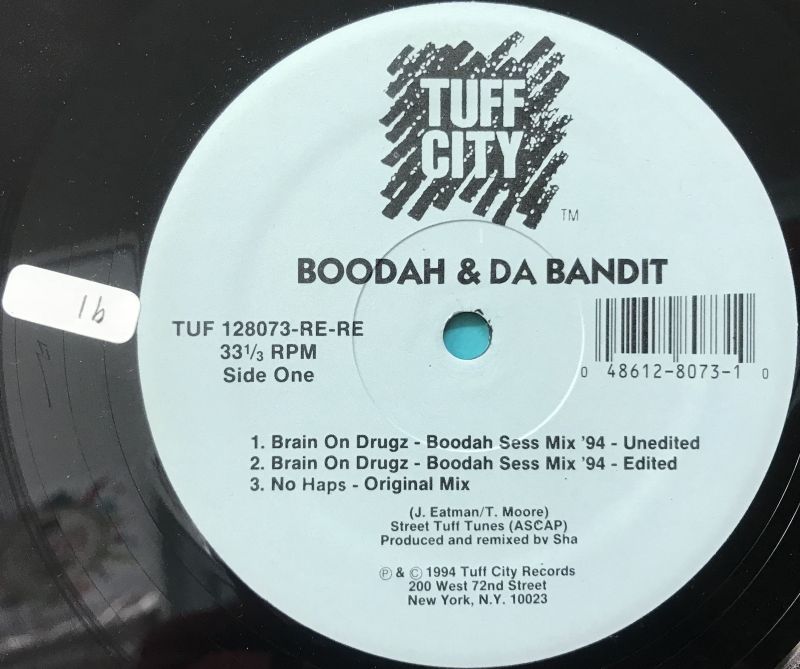 TUFF
CITY
TM
BOODAH & DA BANDIT
TUF 128073-RE-RE
33 1/3 RPM
Side One
0 48612-8073-1 0
1. Brain On Drugz - Boodah Sess Mix '94 - Unedited
2. Brain On Drugz - Boodah Sess Mix '94 - Edited
3. No Haps - Original Mix
(J. Eatman/T. Moore)
Street Tuff Tunes (ASCAP)
Produced and remixed by Sha
℗ & © 1994 Tuff City Records
200 West 72nd Street
New York, N.Y. 10023